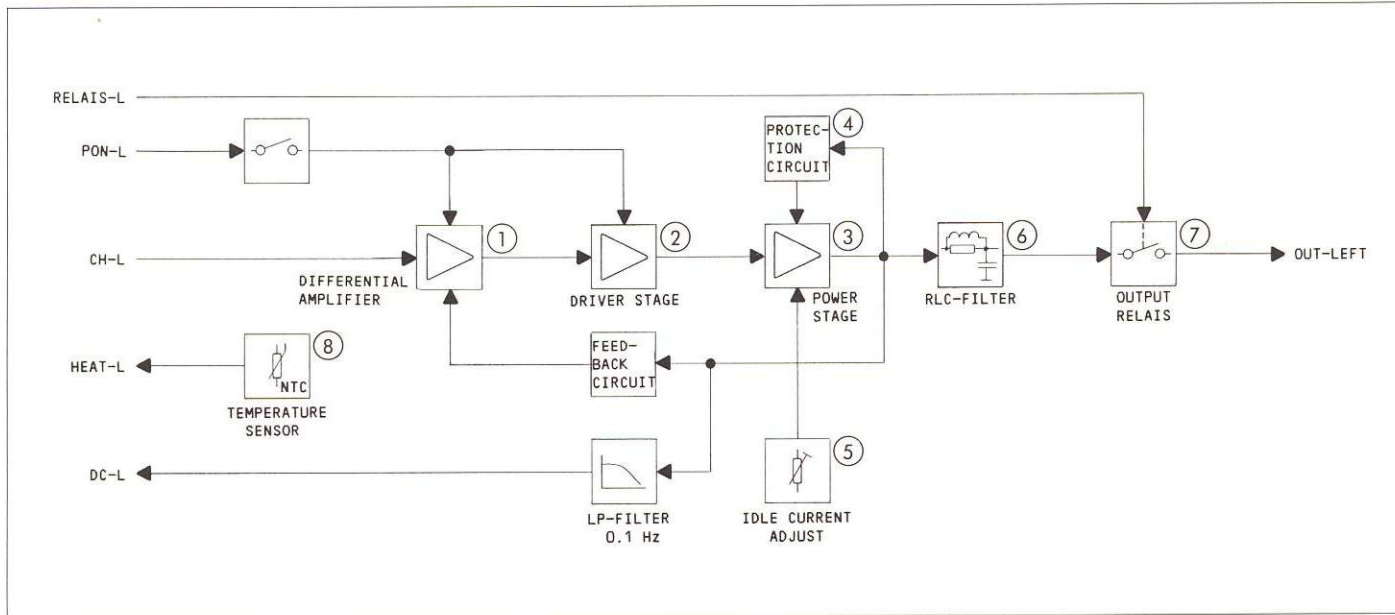 RELAIS-L
PON-L
PROTEC-
TION
CIRCUIT
4
CH-L
1
DIFFERENTIAL
AMPLIFIER
2
DRIVER STAGE
3
POWER
STAGE
6
RLC-FILTER
7
OUTPUT
RELAIS
OUT-LEFT
HEAT-L
8
NTC
TEMPERATURE
SENSOR
FEED-
BACK
CIRCUIT
DC-L
LP-FILTER
0.1 Hz
5
IDLE CURRENT
ADJUST